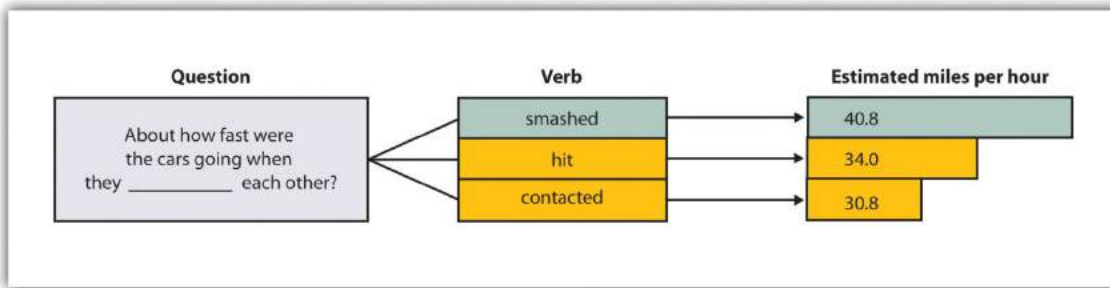 Question
Verb
Estimated miles per hour
About how fast were
the cars going when
they __________ each other?
smashed
hit
contacted
40.8
34.0
30.8